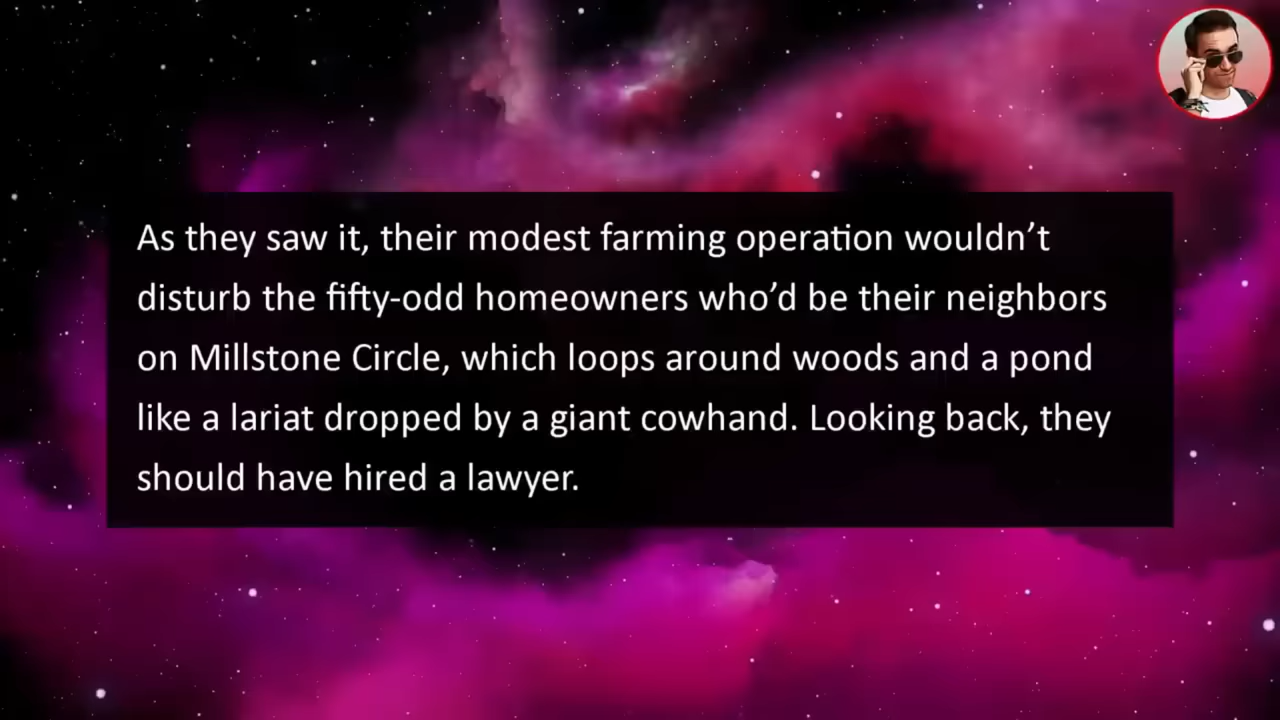 As they saw it, their modest farming operation wouldn’t
disturb the fifty-odd homeowners who’d be their neighbors
on Millstone Circle, which loops around woods and a pond
like a lariat dropped by a giant cowhand. Looking back, they
should have hired a lawyer.